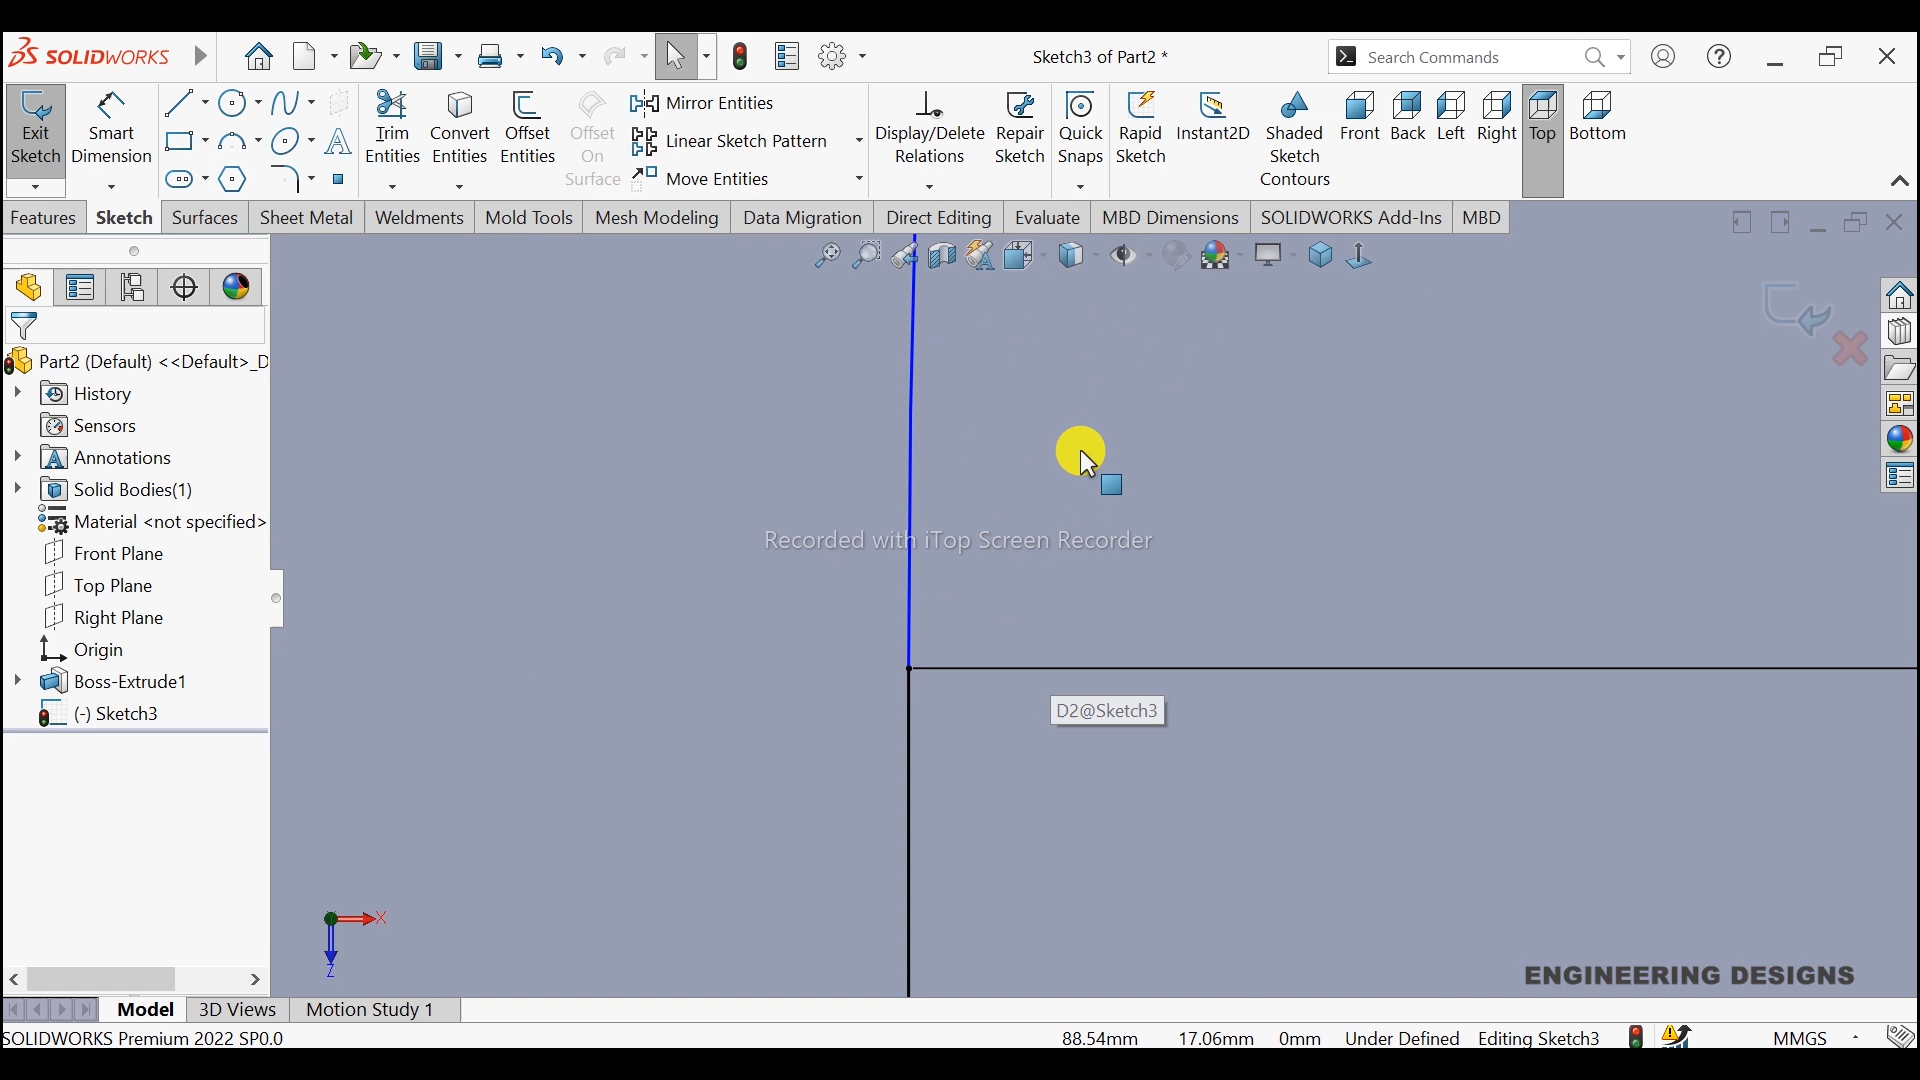 SOLIDWORKS
Sketch3 of Part2 *
Search Commands
Exit Sketch
Smart Dimension
Trim Entities
Convert Entities
Offset Entities
Offset On Surface
Mirror Entities
Linear Sketch Pattern
Move Entities
Display/Delete Relations
Repair Sketch
Quick Snaps
Rapid Sketch
Instant2D
Shaded Sketch Contours
Front
Back
Left
Right
Top
Bottom
Features
Sketch
Surfaces
Sheet Metal
Weldments
Mold Tools
Mesh Modeling
Data Migration
Direct Editing
Evaluate
MBD Dimensions
SOLIDWORKS Add-Ins
MBD
Part2 (Default) <<Default>_D
History
Sensors
Annotations
Solid Bodies(1)
Material <not specified>
Front Plane
Top Plane
Right Plane
Origin
Boss-Extrude1
(-) Sketch3
Recorded with iTop Screen Recorder
D2@Sketch3
X
Z
ENGINEERING DESIGNS
Model
3D Views
Motion Study 1
SOLIDWORKS Premium 2022 SP0.0
88.54mm
17.06mm
0mm
Under Defined
Editing Sketch3
MMGS